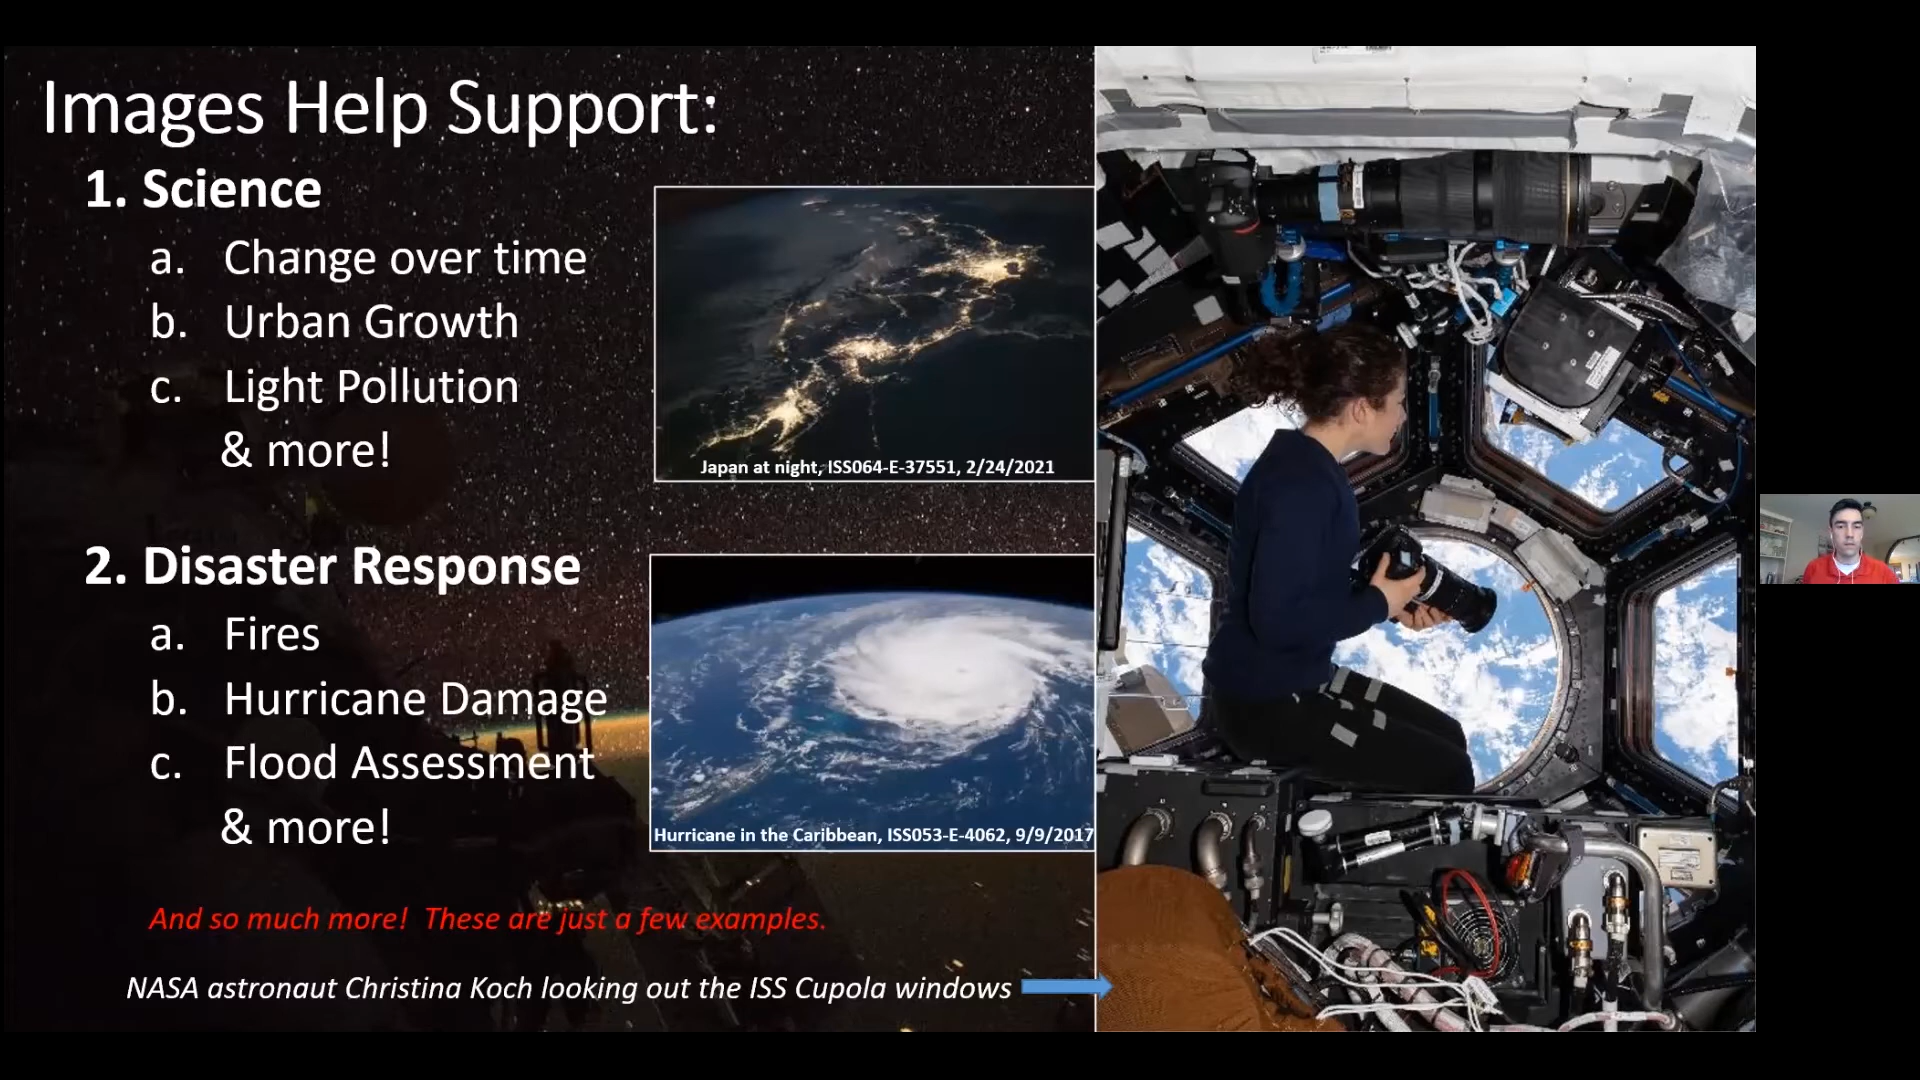 Images Help Support:
1. Science
a. Change over time
b. Urban Growth
c. Light Pollution
& more!
Japan at night, ISS064-E-37551, 2/24/2021
2. Disaster Response
a. Fires
b. Hurricane Damage
c. Flood Assessment
& more!
Hurricane in the Caribbean, ISS053-E-4062, 9/9/2017
And so much more! These are just a few examples.
NASA astronaut Christina Koch looking out the ISS Cupola windows